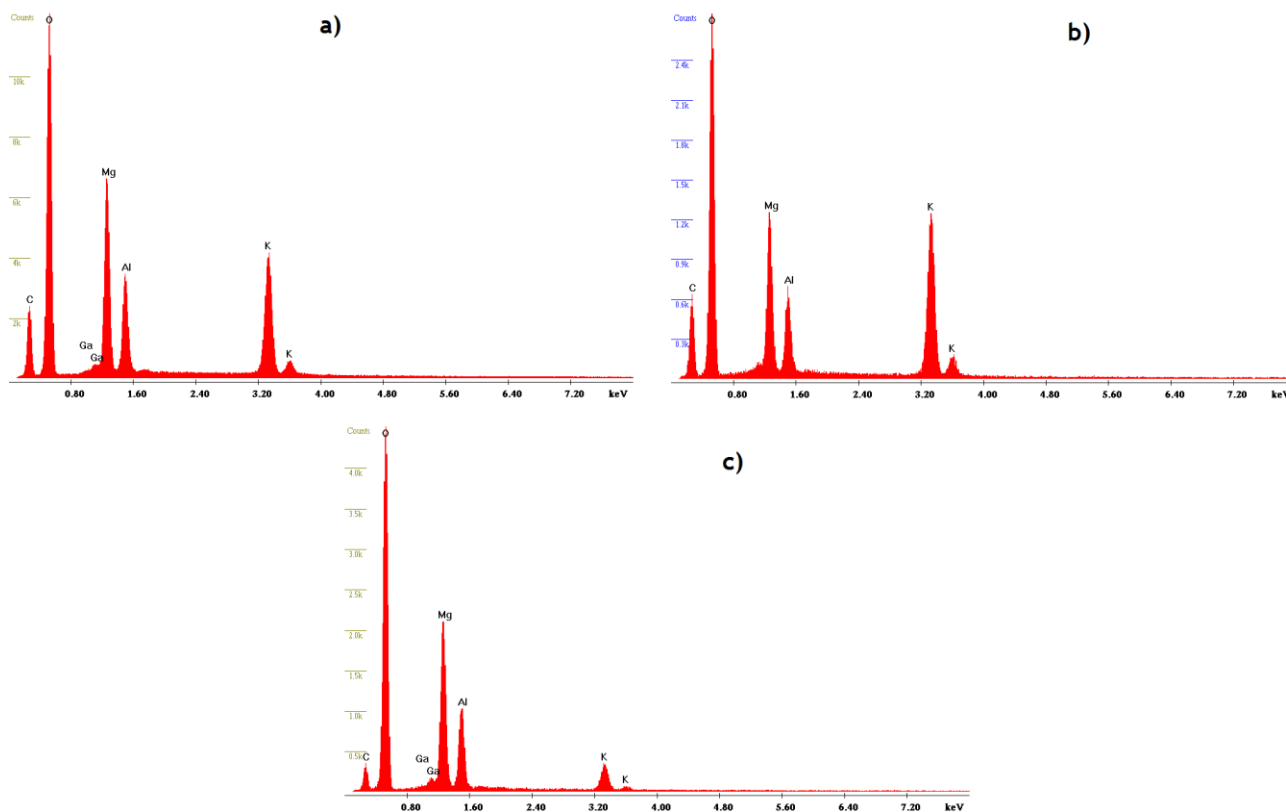 a)
Counts
O
10k
8k
6k
4k
2k
C
Ga
Ga
Mg
Al
K
K
0.80 1.60 2.40 3.20 4.00 4.80 5.60 6.40 7.20 keV
b)
Counts
O
2.4k
2.1k
1.8k
1.5k
1.2k
0.9k
0.6k
0.3k
C
Mg
Al
K
K
0.80 1.60 2.40 3.20 4.00 4.80 5.60 6.40 7.20 keV
c)
Counts
O
4.0k
3.5k
3.0k
2.5k
2.0k
1.5k
1.0k
0.5k
C
Ga
Ga
Mg
Al
K
K
0.80 1.60 2.40 3.20 4.00 4.80 5.60 6.40 7.20 keV